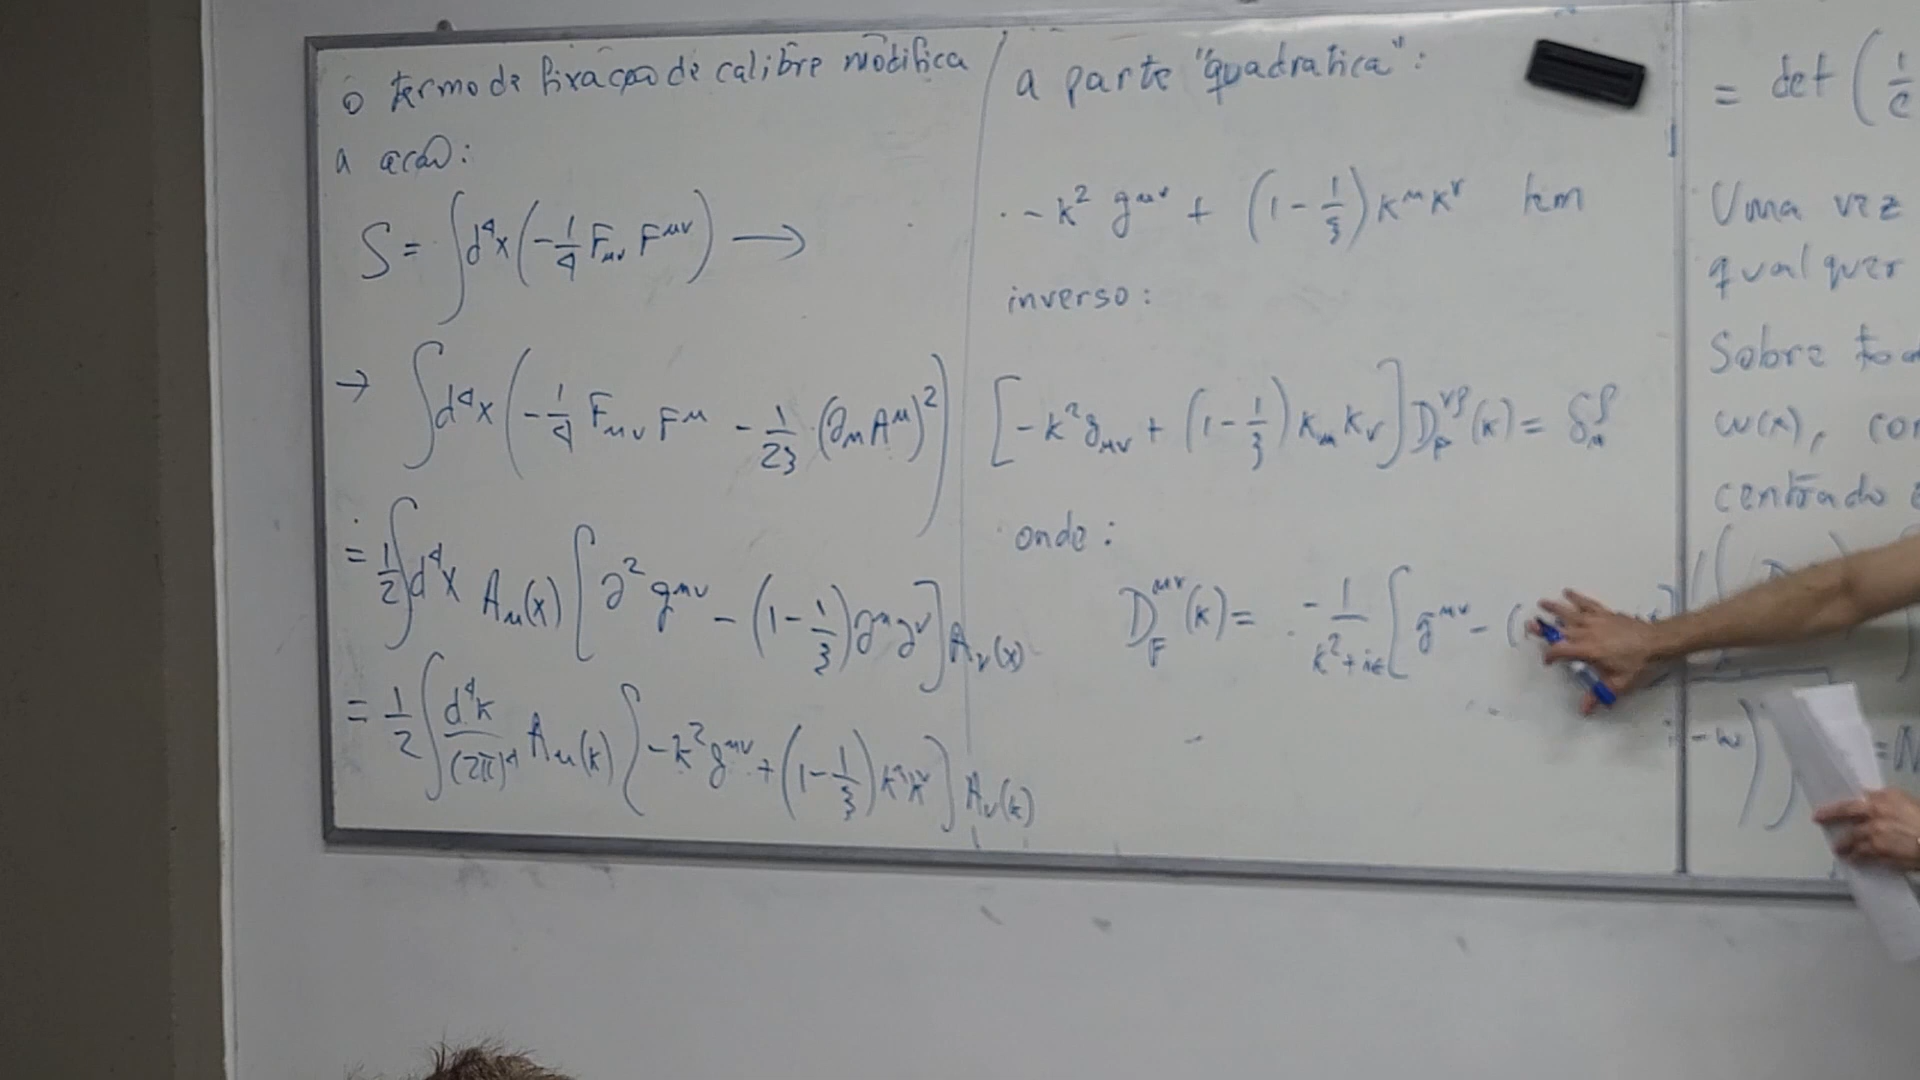 o termo de fixação de calibre modifica
a ação:
S = ∫d⁴x(-1/4 F_μν F^μν) →
→ ∫d⁴x(-1/4 F_μν F^μ - 1/2ξ (∂_μ A^μ)²)
= 1/2 ∫d⁴x A_μ(x)[∂² g^μν - (1-1/ξ)∂^μ ∂^ν]A_ν(x)
= 1/2 ∫ d⁴k/(2π)⁴ A_μ(k)[-k² g^μν + (1-1/ξ)k^μ k^ν]A_ν(k)
a parte "quadratica":
-k² g^μν + (1-1/ξ)k^μ k^ν tem
inverso:
[-k² g_μν + (1-1/ξ)k_μ k_ν]D_F^νρ(k) = δ_μ^ρ
onde:
D_F^μν(k) = -1/k²+iε [g^μν - (
= det (1/e
Uma vez
qualquer
Sobre
w(x),
centrado
-w)